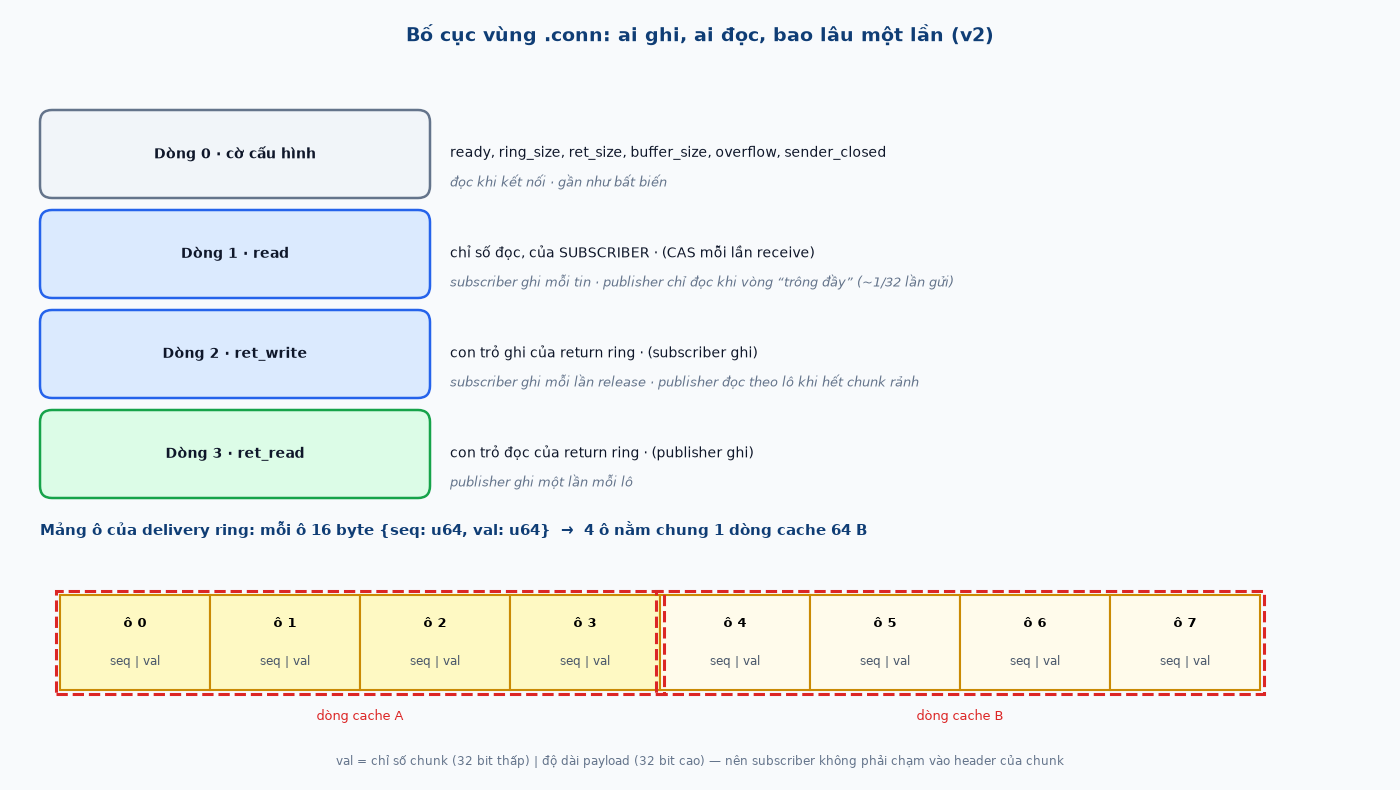 Bố cục vùng .conn: ai ghi, ai đọc, bao lâu một lần (v2)
Dòng 0 · cờ cấu hình
ready, ring_size, ret_size, buffer_size, overflow, sender_closed
đọc khi kết nối · gần như bất biến
Dòng 1 · read
chỉ số đọc, của SUBSCRIBER · (CAS mỗi lần receive)
subscriber ghi mỗi tin · publisher chỉ đọc khi vòng “trông đầy” (~1/32 lần gửi)
Dòng 2 · ret_write
con trỏ ghi của return ring · (subscriber ghi)
subscriber ghi mỗi lần release · publisher đọc theo lô khi hết chunk rảnh
Dòng 3 · ret_read
con trỏ đọc của return ring · (publisher ghi)
publisher ghi một lần mỗi lô
Mảng ô của delivery ring: mỗi ô 16 byte {seq: u64, val: u64} → 4 ô nằm chung 1 dòng cache 64 B
ô 0 ô 1 ô 2 ô 3 ô 4 ô 5 ô 6 ô 7
seq | val seq | val seq | val seq | val seq | val seq | val seq | val seq | val
dòng cache A dòng cache B
val = chỉ số chunk (32 bit thấp) | độ dài payload (32 bit cao) — nên subscriber không phải chạm vào header của chunk